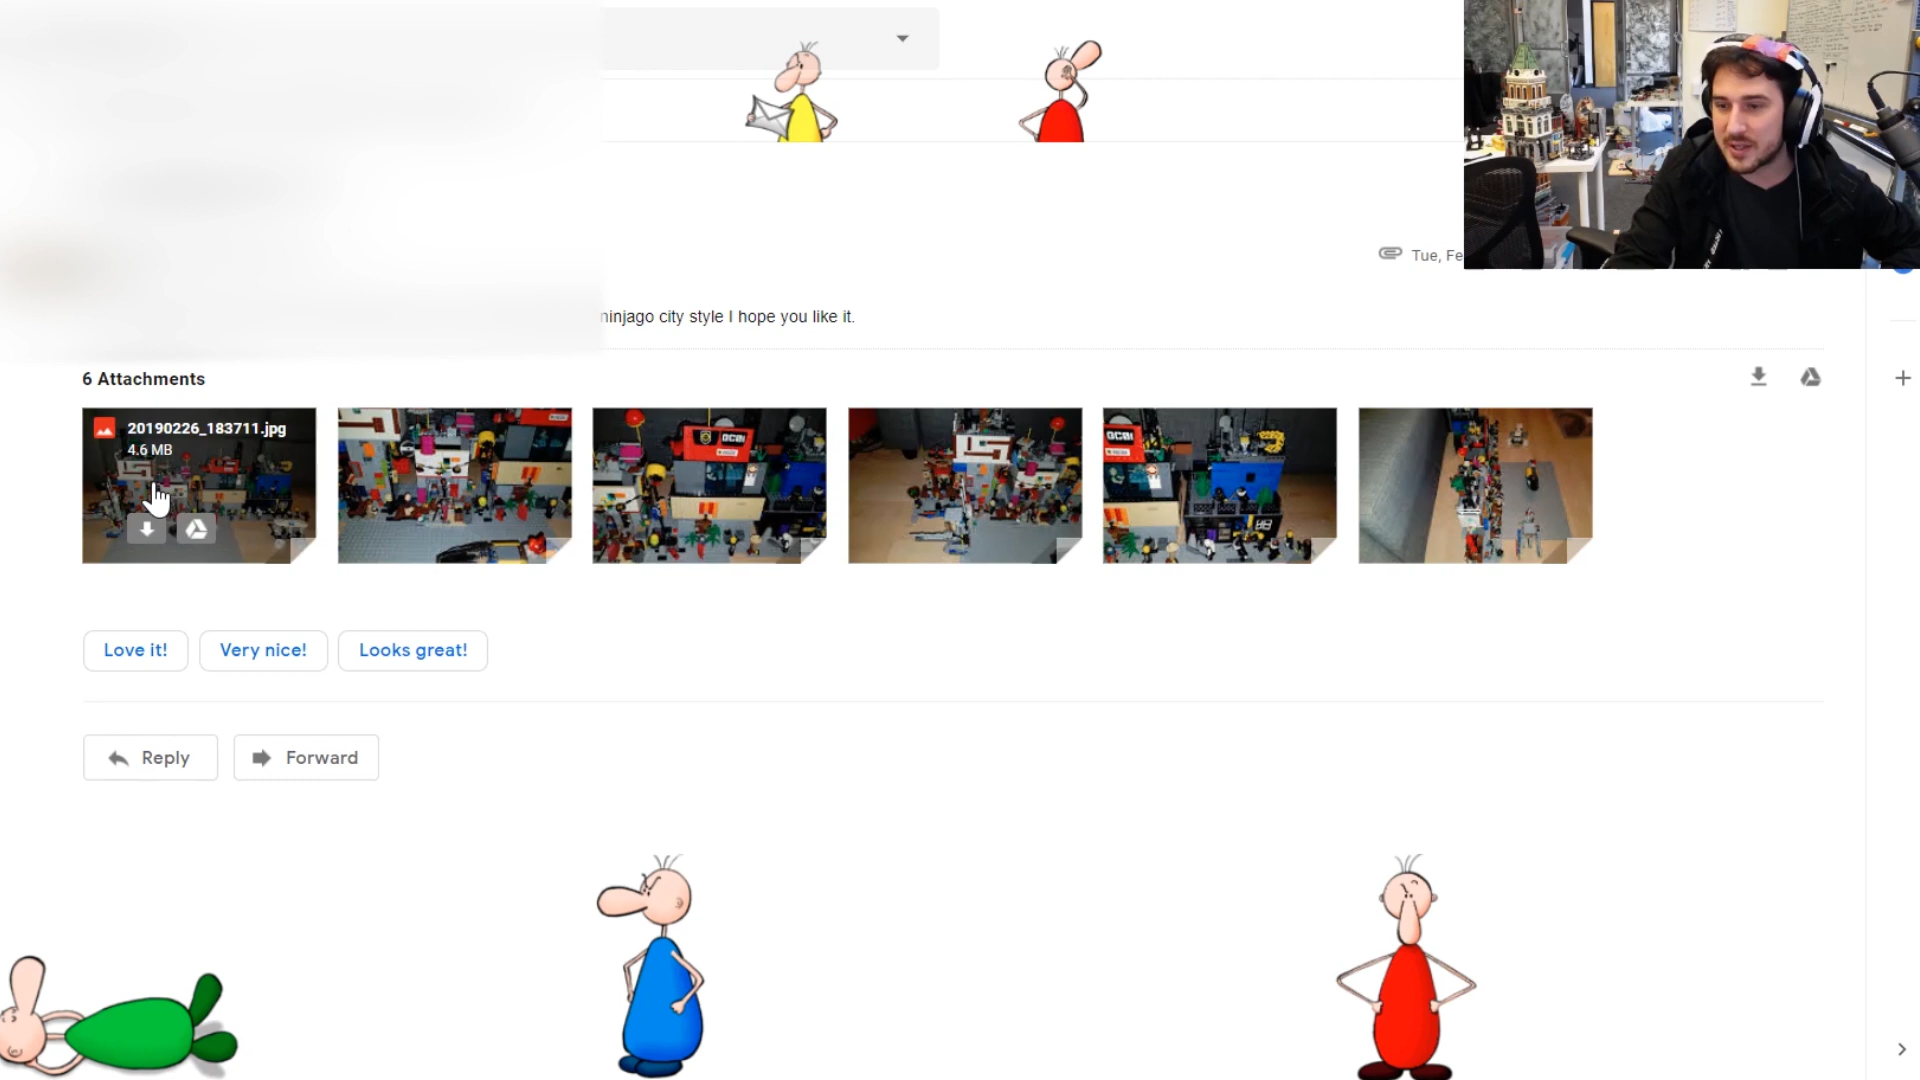 Tue, Fe
ninjago city style I hope you like it.
6 Attachments
20190226_183711.jpg
4.6 MB
Love it!
Very nice!
Looks great!
Reply
Forward